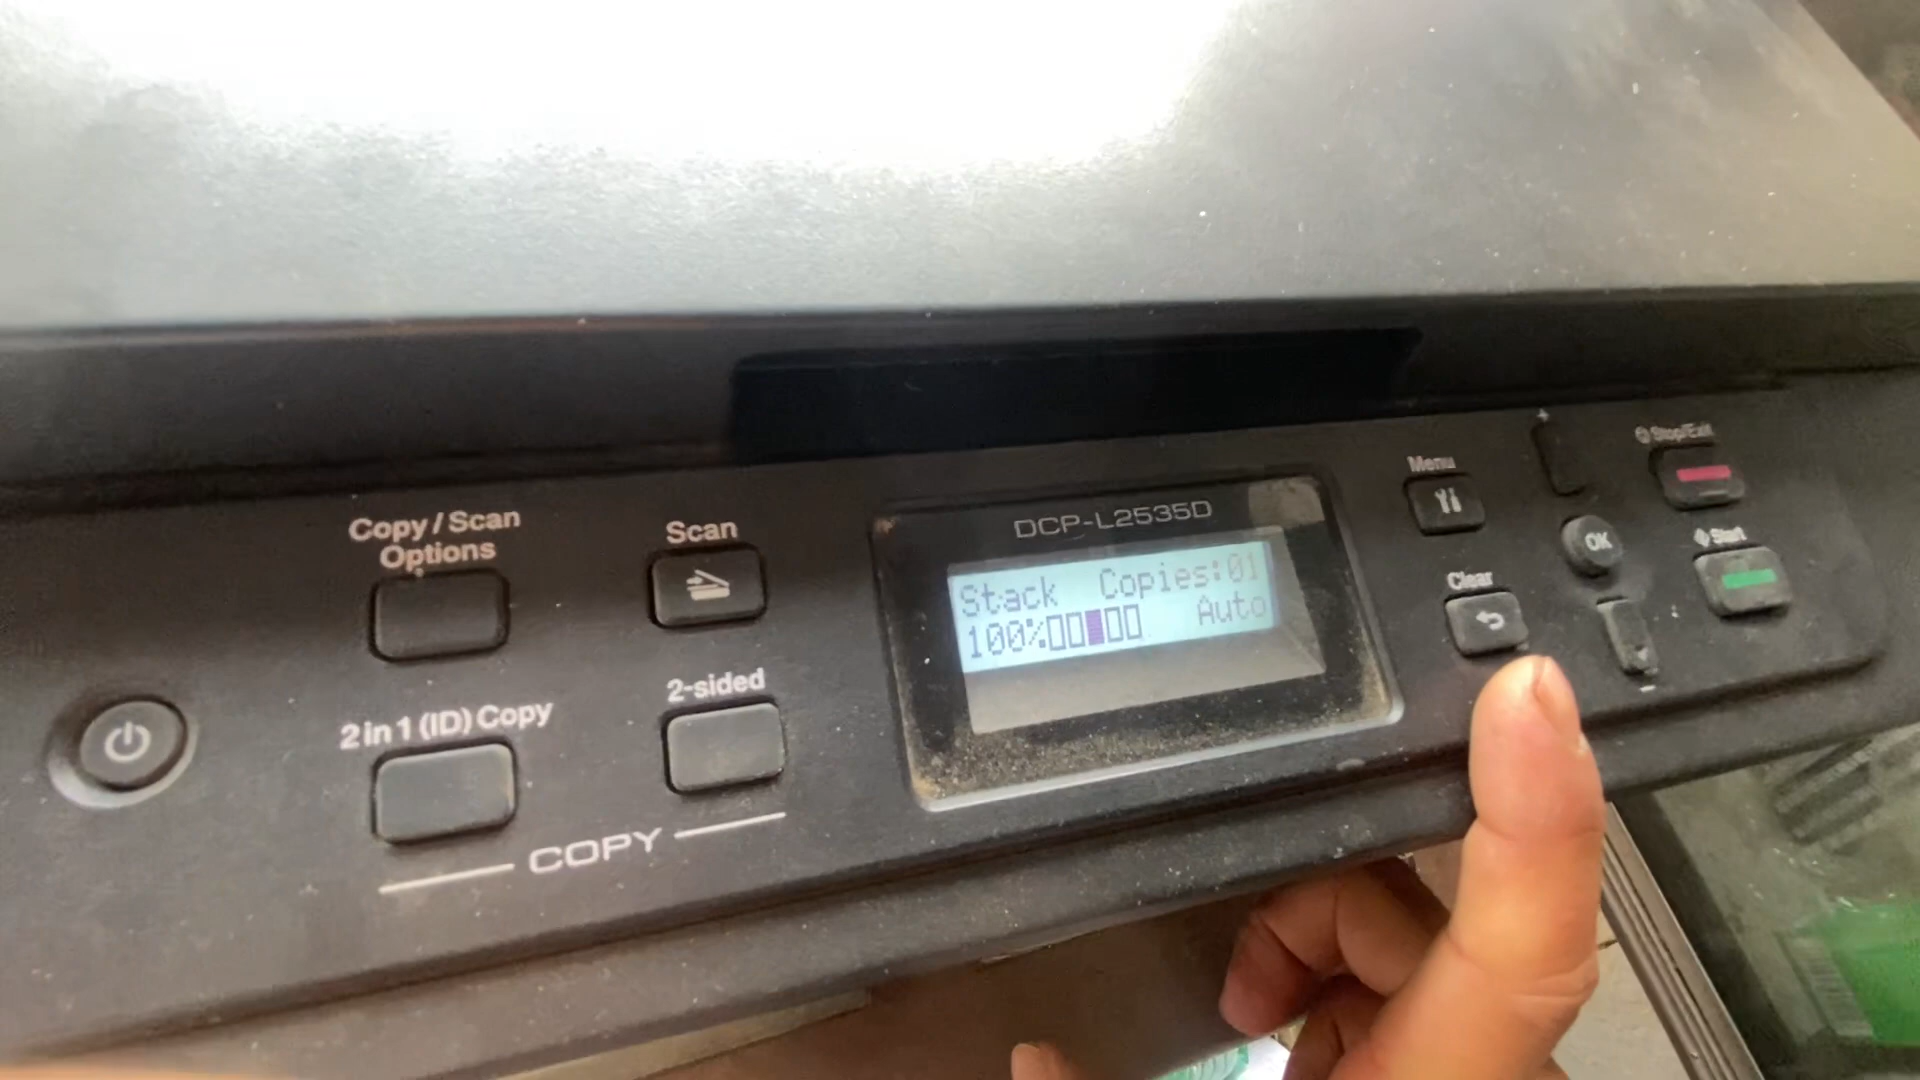 Copy / Scan
Options
Scan
DCP-L2535D
Stack Copies:01
100% Auto
Menu
+
Stop/Exit
OK
Start
Clear
-
2 in 1 (ID) Copy
2-sided
COPY